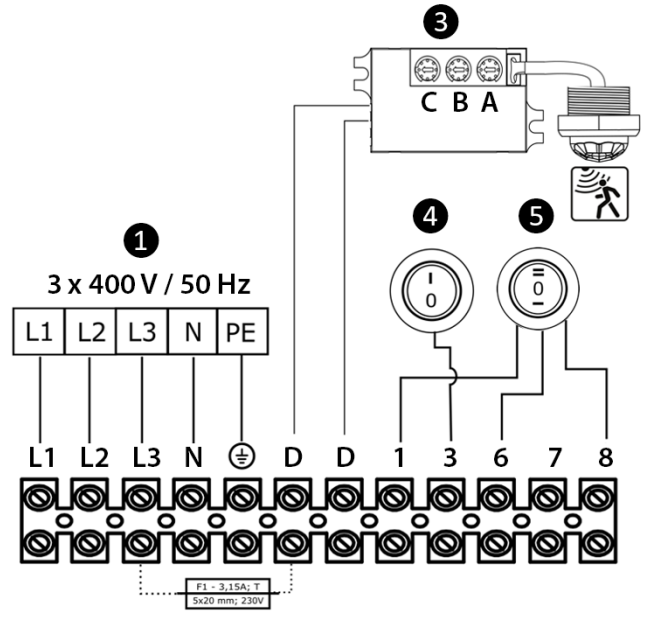 3
C B A
4 5
I
0
=
0
–
1
3 x 400 V / 50 Hz
L1 L2 L3 N PE
L1 L2 L3 N D D 1 3 6 7 8
F1 - 3,15A; T
5x20 mm; 230V